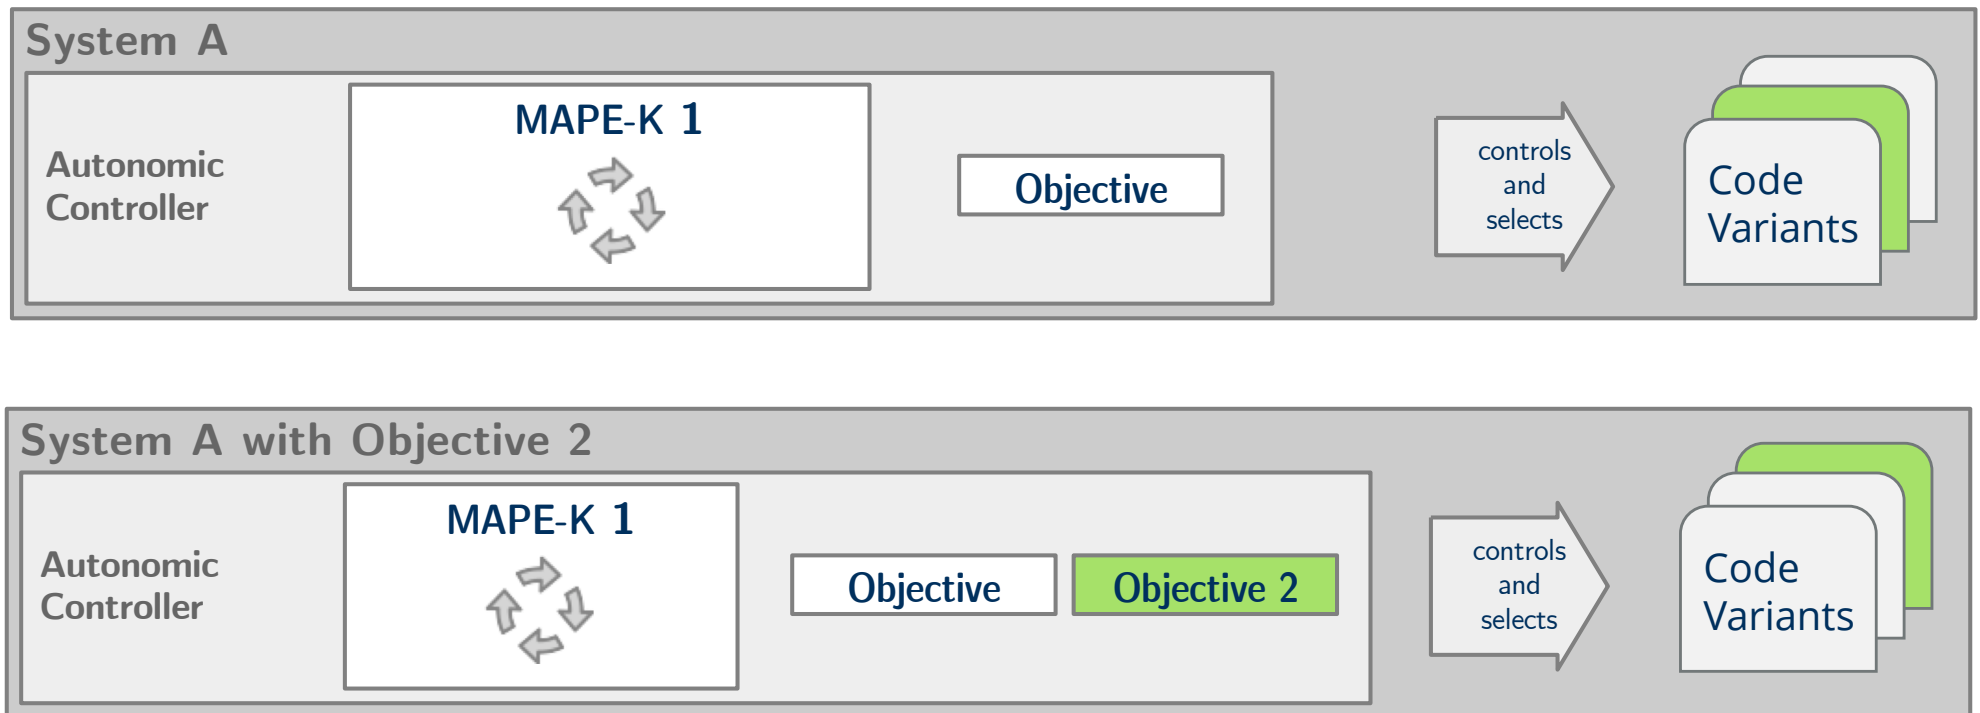 System A
MAPE-K 1
Autonomic
Controller
Objective
controls
and
selects
Code
Variants
System A with Objective 2
MAPE-K 1
Autonomic
Controller
Objective
Objective 2
controls
and
selects
Code
Variants